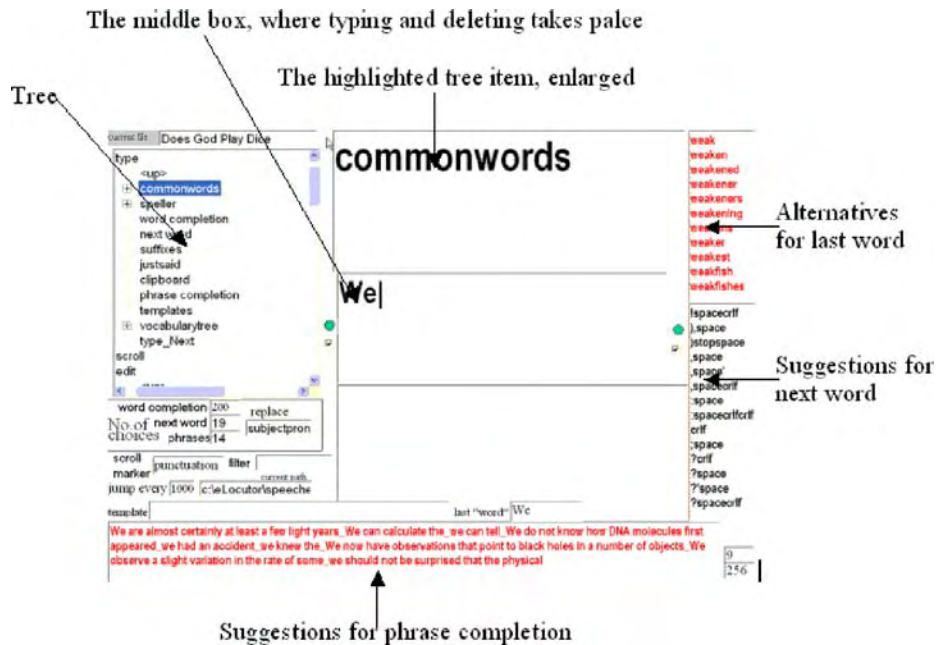 The middle box, where typing and deleting takes palce
The highlighted tree item, enlarged
Tree
current file Does God Play Dice
type
<up>
commonwords
speller
word completion
next word
suffixes
justsaid
clipboard
phrase completion
templates
vocabularytree
type_Next
scroll
edit
commonwords
We
weak
weaken
weakened
weakener
weakeners
weakening
weaker
weakest
weakfish
weakfishes
Alternatives
for last word
!spacecrlf
),space
)stopspace
,space
,space'
,spacecrlf
:space
:spacecrlfcrlf
crlf
;space
?crlf
?space
?'space
?spacecrlf
Suggestions for
next word
word completion 200
No.of choices
next word 19
phrases 14
replace
subjectpron
scroll marker punctuation filter
current path
jump every 1000 c:\eLocutor\speeche
template
last "word" We
We are almost certainly at least a few light years_We can calculate the_we can tell_We do not know how DNA molecules first
appeared_we had an accident_we knew the_We now have observations that point to black holes in a number of objects_We
observe a slight variation in the rate of some_we should not be surprised that the physical
9
256
Suggestions for phrase completion